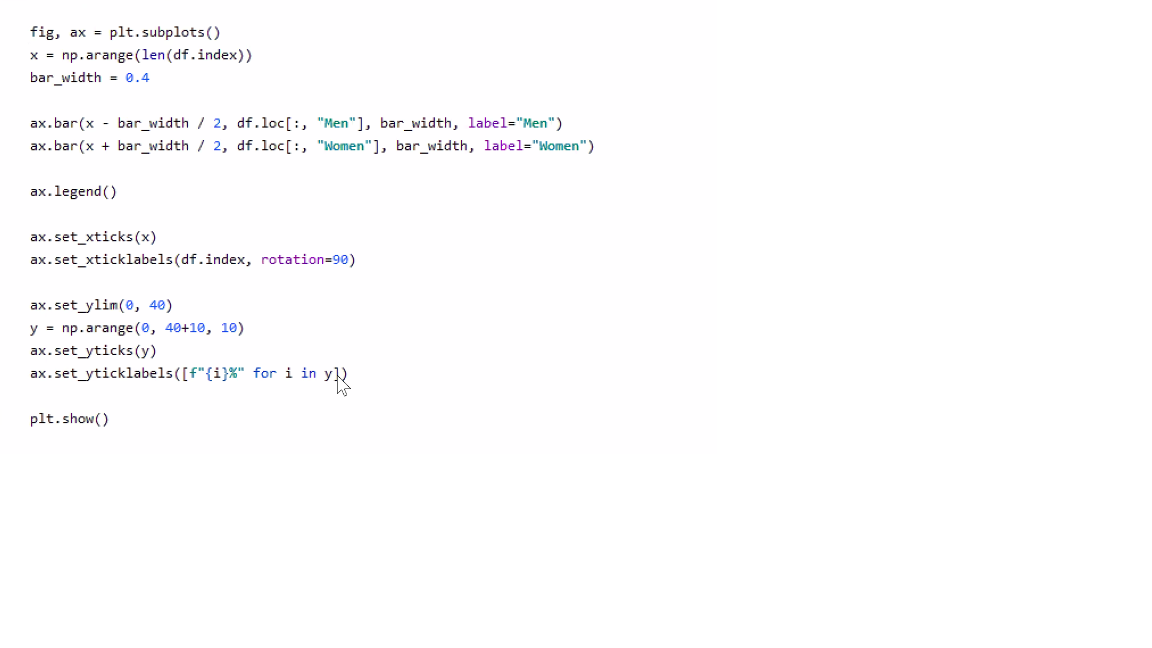 fig, ax = plt.subplots()
x = np.arange(len(df.index))
bar_width = 0.4
ax.bar(x - bar_width / 2, df.loc[:, "Men"], bar_width, label="Men")
ax.bar(x + bar_width / 2, df.loc[:, "Women"], bar_width, label="Women")
ax.legend()
ax.set_xticks(x)
ax.set_xticklabels(df.index, rotation=90)
ax.set_ylim(0, 40)
y = np.arange(0, 40+10, 10)
ax.set_yticks(y)
ax.set_yticklabels([f"{i}%" for i in y])
plt.show()